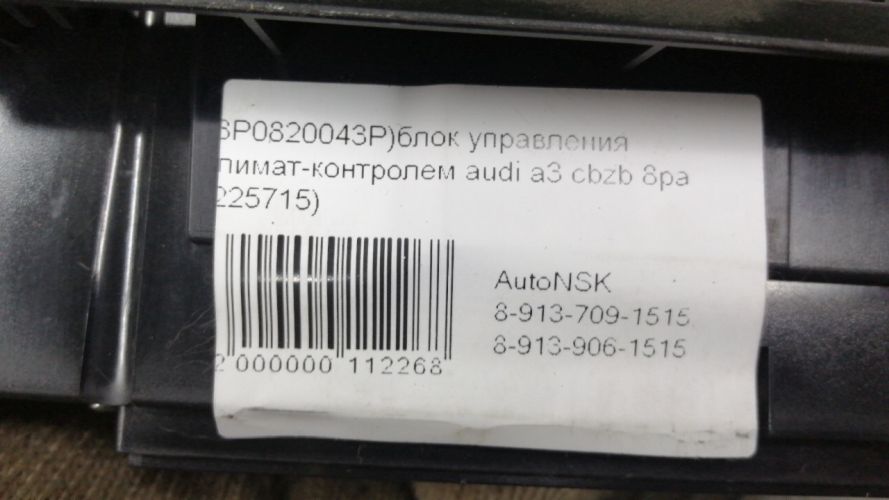 8P0820043P)блок управления
лимат-контролем audi a3 cbzb 8pa
225715)
AutoNSK
8-913-709-1515
8-913-906-1515
2 000000 112268